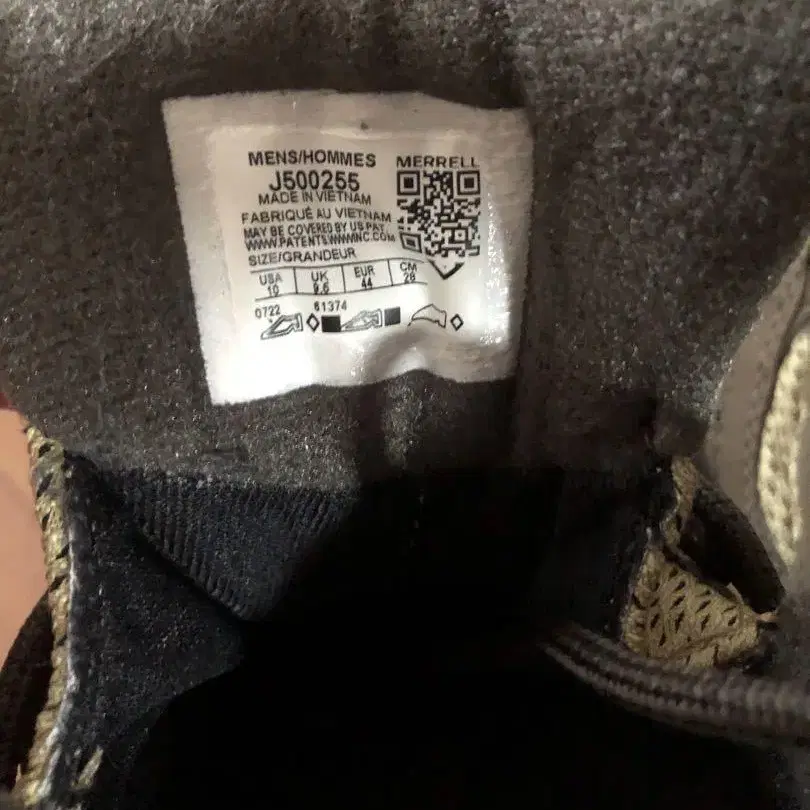 MENS/HOMMES MERRELL
J500255
MADE IN VIETNAM
FABRIQUÉ AU VIETNAM
MAY BE COVERED BY US PAT.
WWW.PATENTSWWWINC.COM
SIZE/GRANDEUR
USA UK EUR CM
10 9.5 44 28
0722 61374